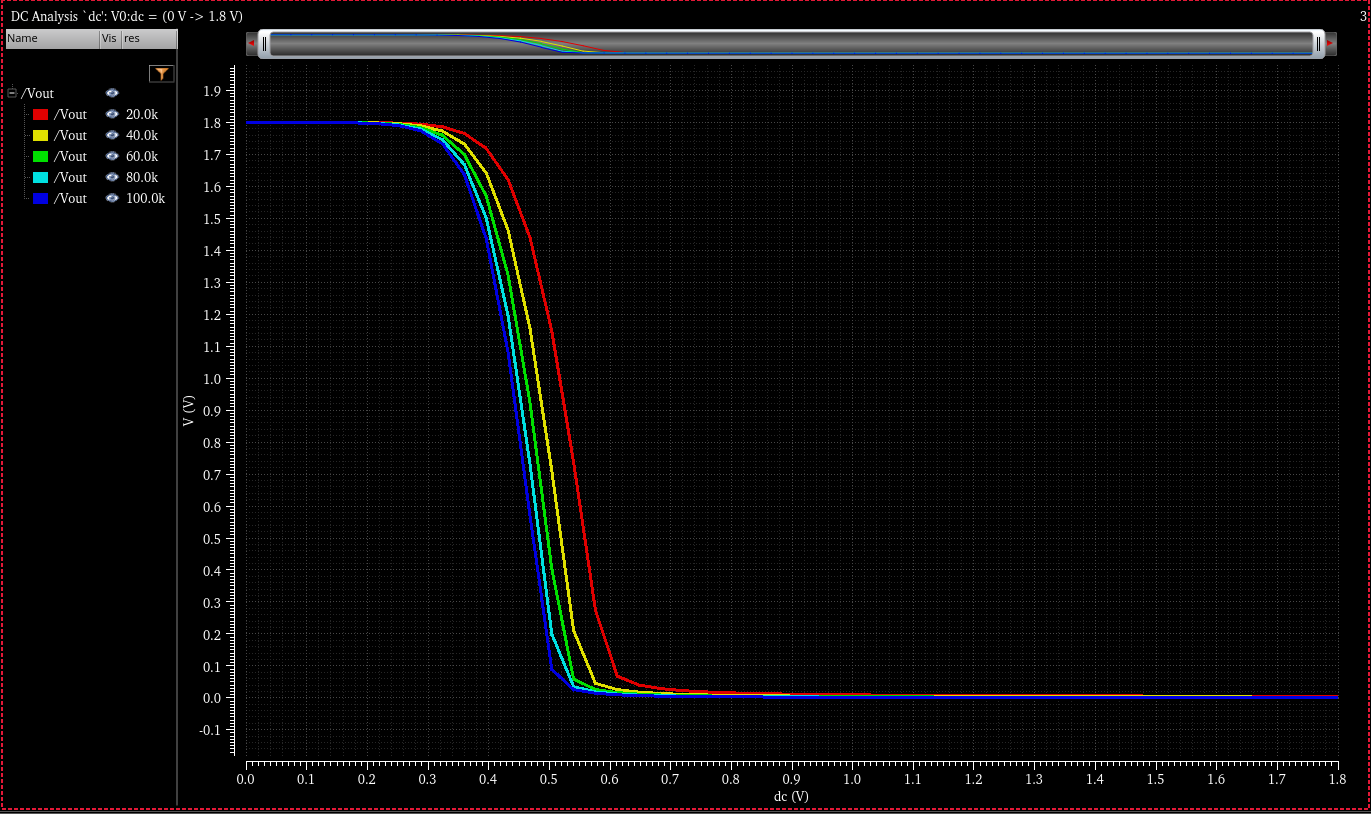 DC Analysis `dc': V0:dc = (0 V -> 1.8 V)
3
Name Vis res
/Vout
/Vout 20.0k
/Vout 40.0k
/Vout 60.0k
/Vout 80.0k
/Vout 100.0k
V (V)
1.9
1.8
1.7
1.6
1.5
1.4
1.3
1.2
1.1
1.0
0.9
0.8
0.7
0.6
0.5
0.4
0.3
0.2
0.1
0.0
-0.1
0.0 0.1 0.2 0.3 0.4 0.5 0.6 0.7 0.8 0.9 1.0 1.1 1.2 1.3 1.4 1.5 1.6 1.7 1.8
dc (V)